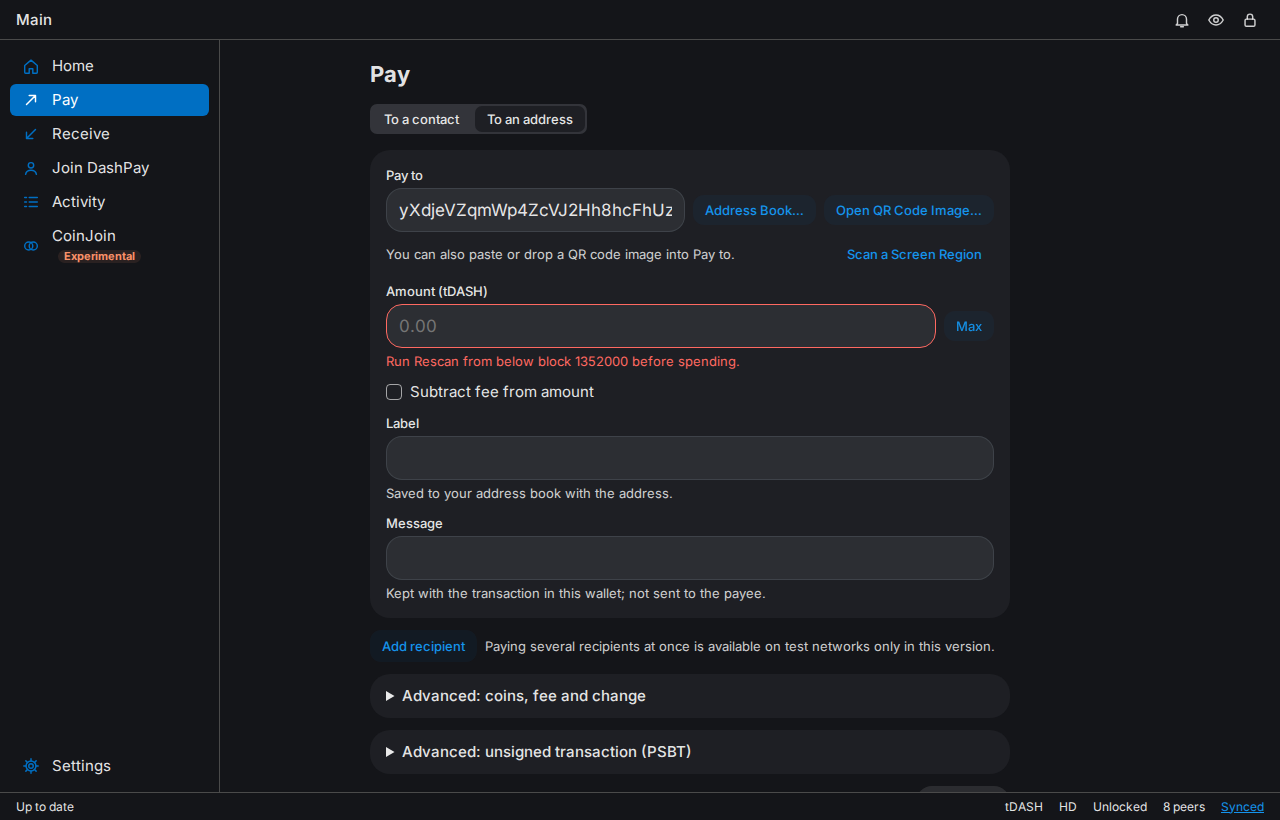 Main
Home
Pay
Receive
Join DashPay
Activity
CoinJoin
Experimental
Settings
Pay
To a contact
To an address
Pay to
yXdjeVZqmWp4ZcVJ2Hh8hcFhUz
Address Book...
Open QR Code Image...
You can also paste or drop a QR code image into Pay to.
Scan a Screen Region
Amount (tDASH)
0.00
Max
Run Rescan from below block 1352000 before spending.
Subtract fee from amount
Label
Saved to your address book with the address.
Message
Kept with the transaction in this wallet; not sent to the payee.
Add recipient
Paying several recipients at once is available on test networks only in this version.
Advanced: coins, fee and change
Advanced: unsigned transaction (PSBT)
Up to date
tDASH
HD
Unlocked
8 peers
Synced